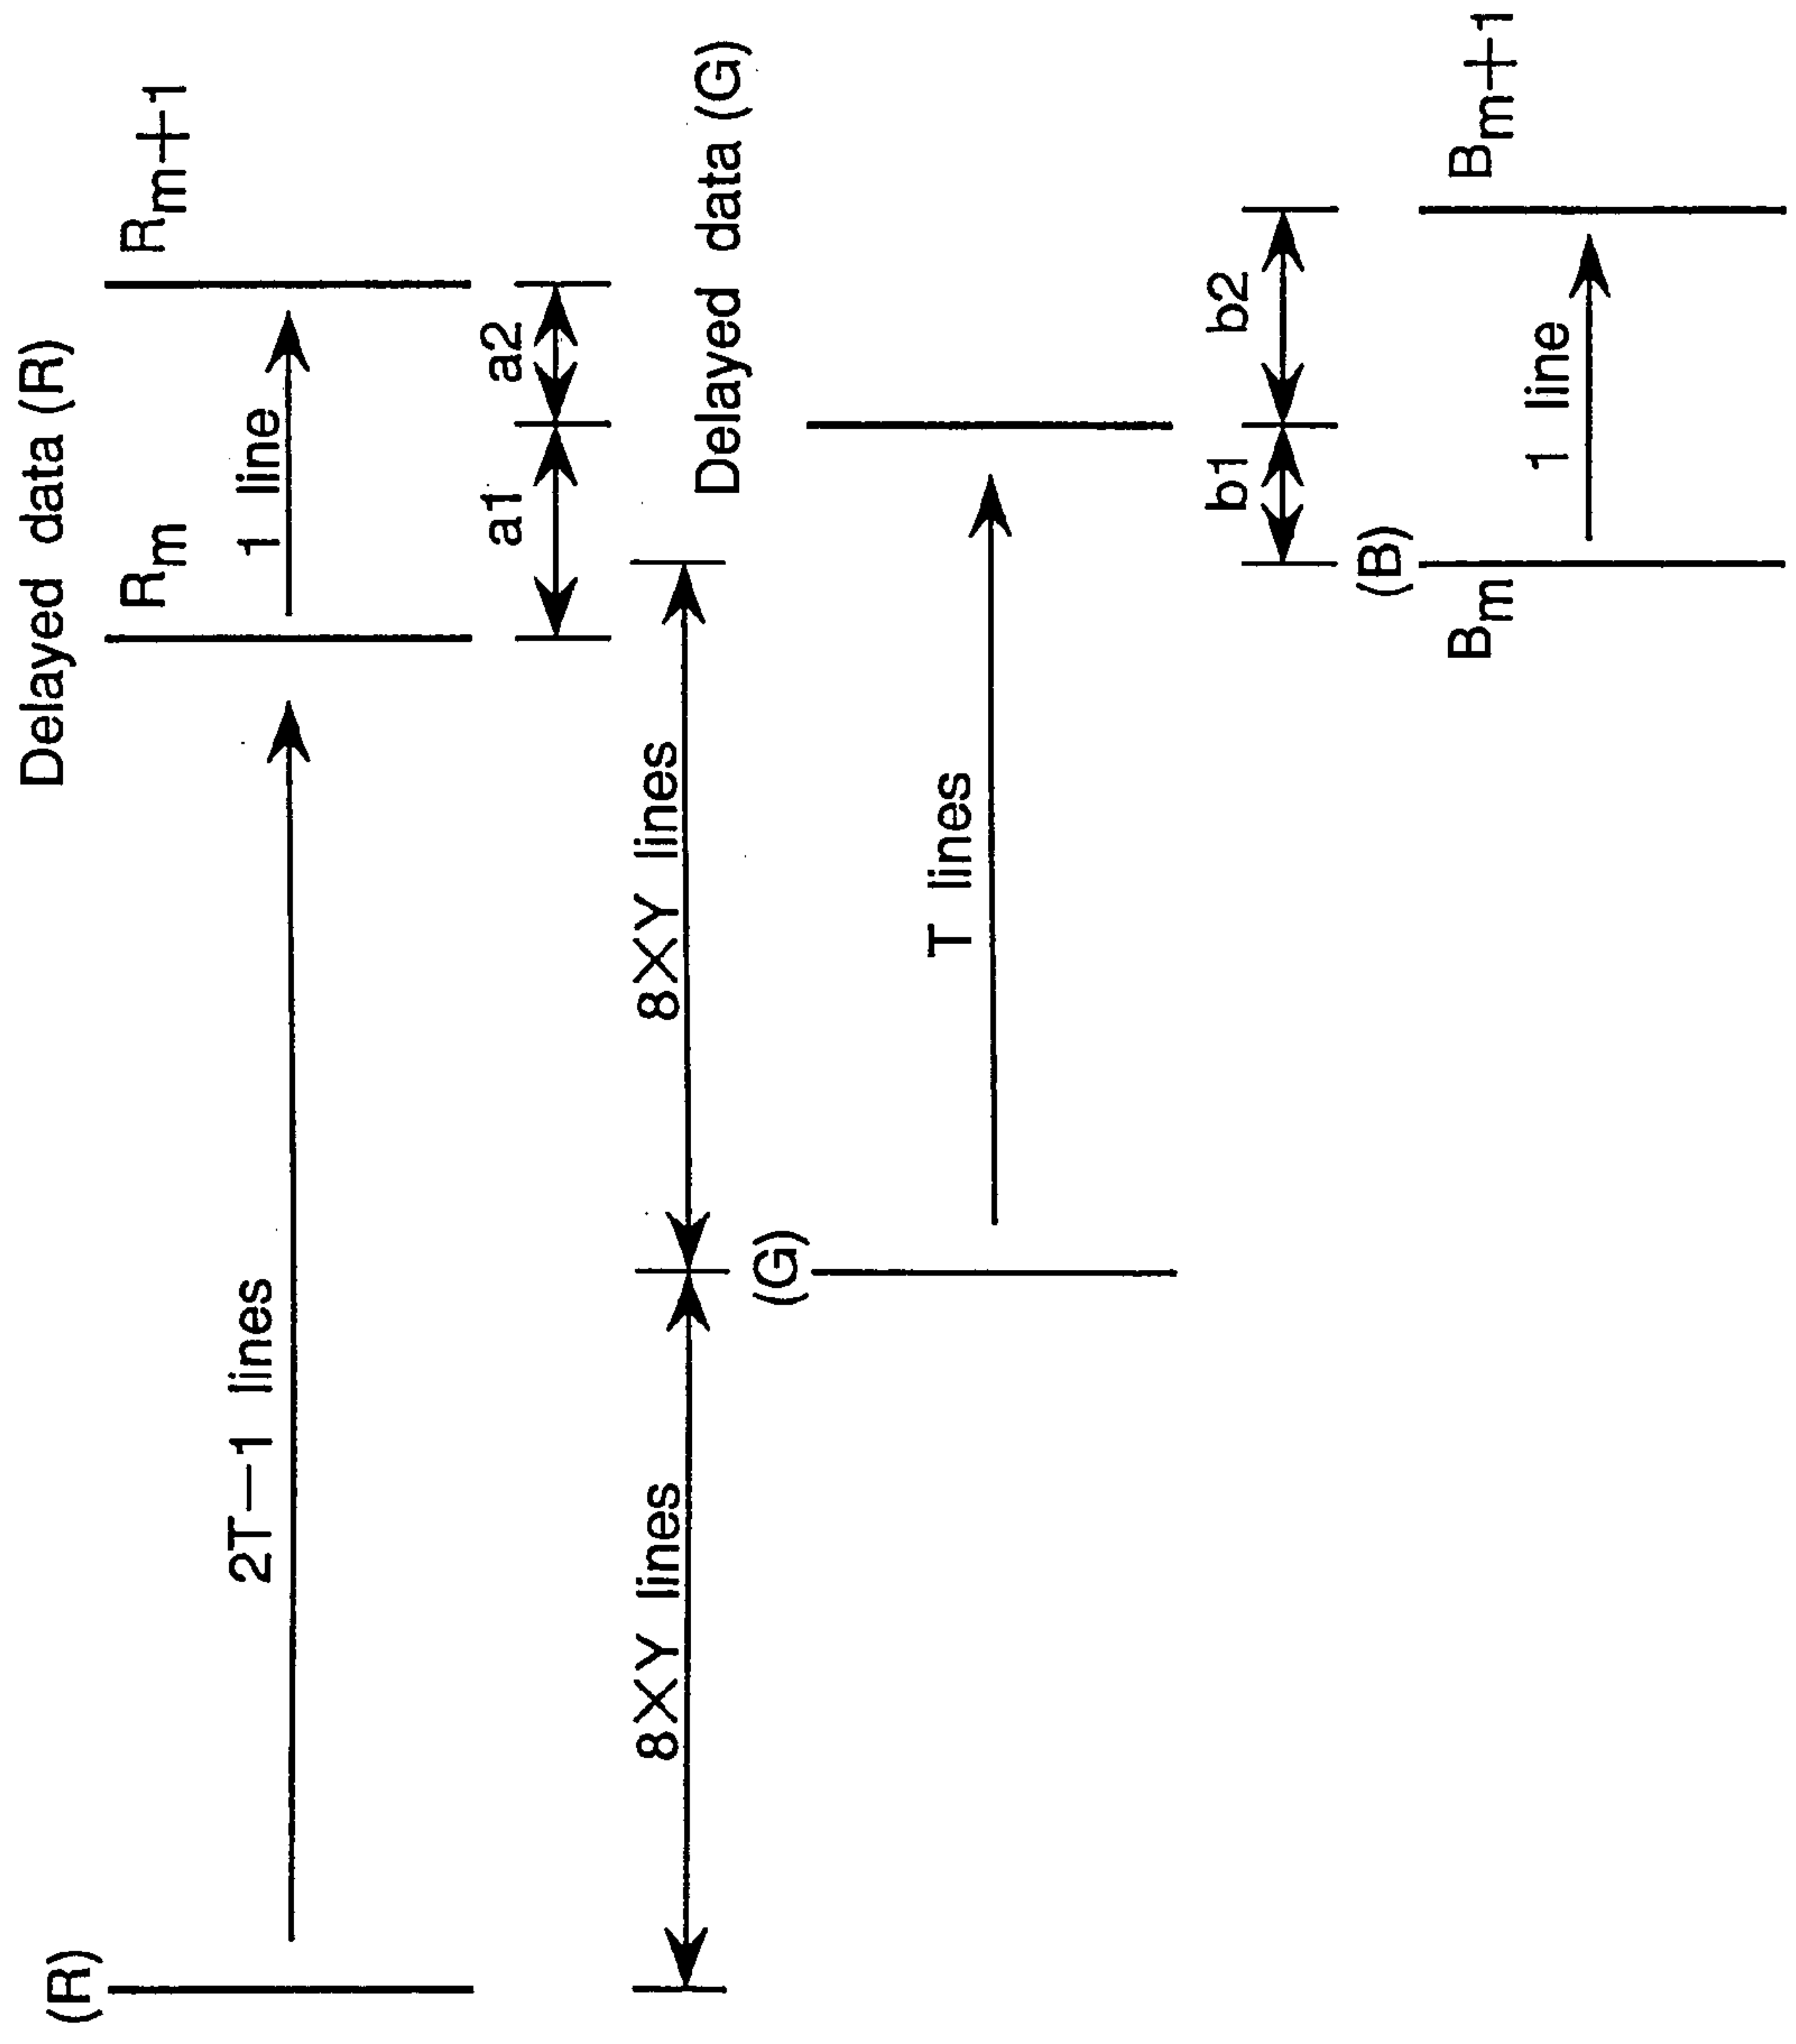 Delayed data (R)
(R)
Rm
Rm+1
2T—1 lines
1 line
a1
a2
8XY lines
8XY lines
Delayed data (G)
(G)
T lines
b1
b2
(B)
Bm
Bm+1
1 line